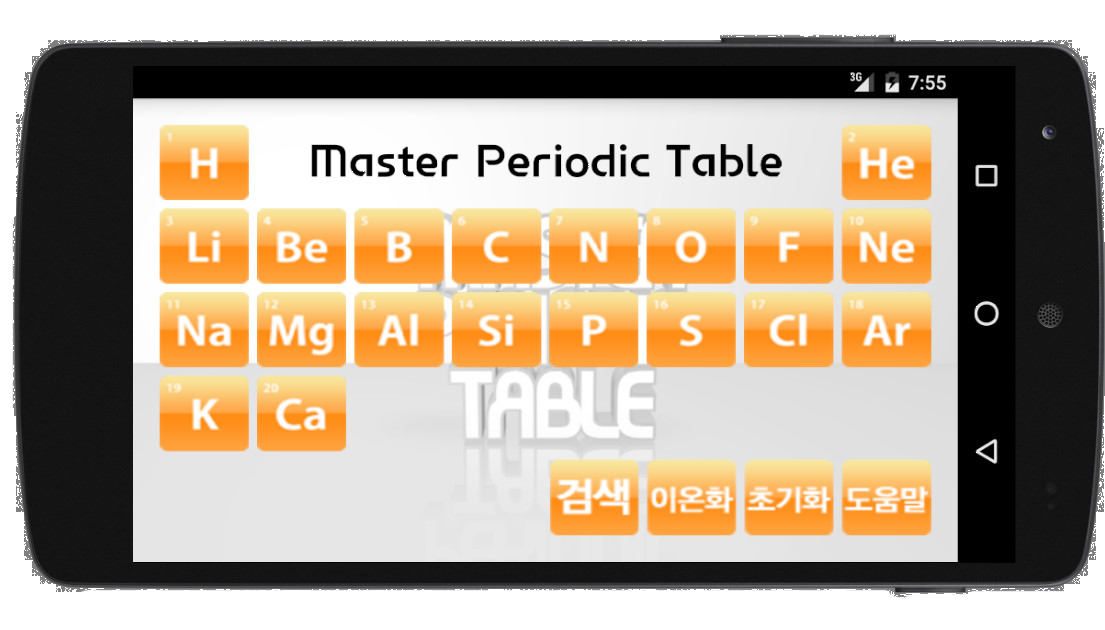 3G 7:55
1 H Master Periodic Table 2 He
3 Li 4 Be 5 B 6 C 7 N 8 O 9 F 10 Ne
11 Na 12 Mg 13 Al 14 Si 15 P 16 S 17 Cl 18 Ar
19 K 20 Ca
TABLE
검색 이온화 초기화 도움말